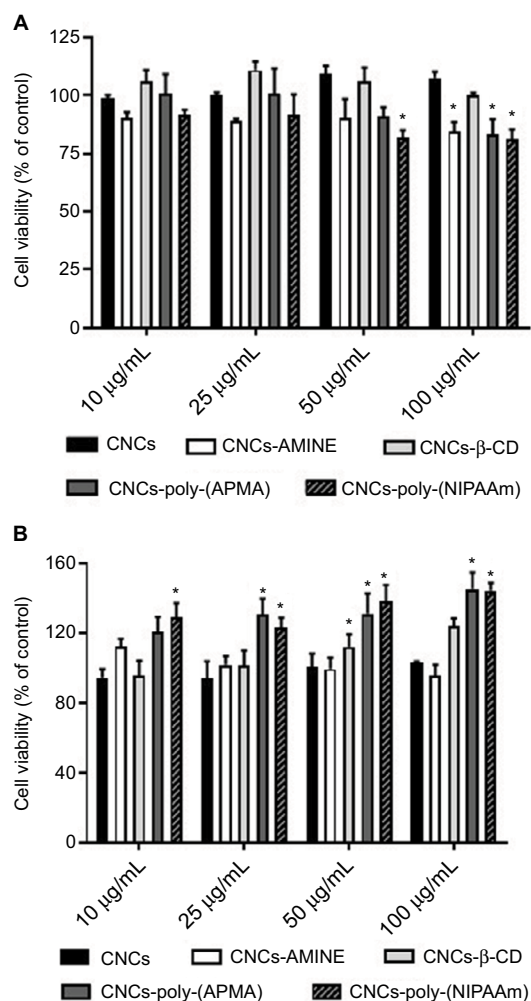 A
125
100
75
50
25
0
Cell viability (% of control)
*
*
*
*
10 µg/mL
25 µg/mL
50 µg/mL
100 µg/mL
CNCs
CNCs-AMINE
CNCs-β-CD
CNCs-poly-(APMA)
CNCs-poly-(NIPAAm)
B
160
120
80
40
0
Cell viability (% of control)
*
*
*
*
*
*
*
*
10 µg/mL
25 µg/mL
50 µg/mL
100 µg/mL
CNCs
CNCs-AMINE
CNCs-β-CD
CNCs-poly-(APMA)
CNCs-poly-(NIPAAm)